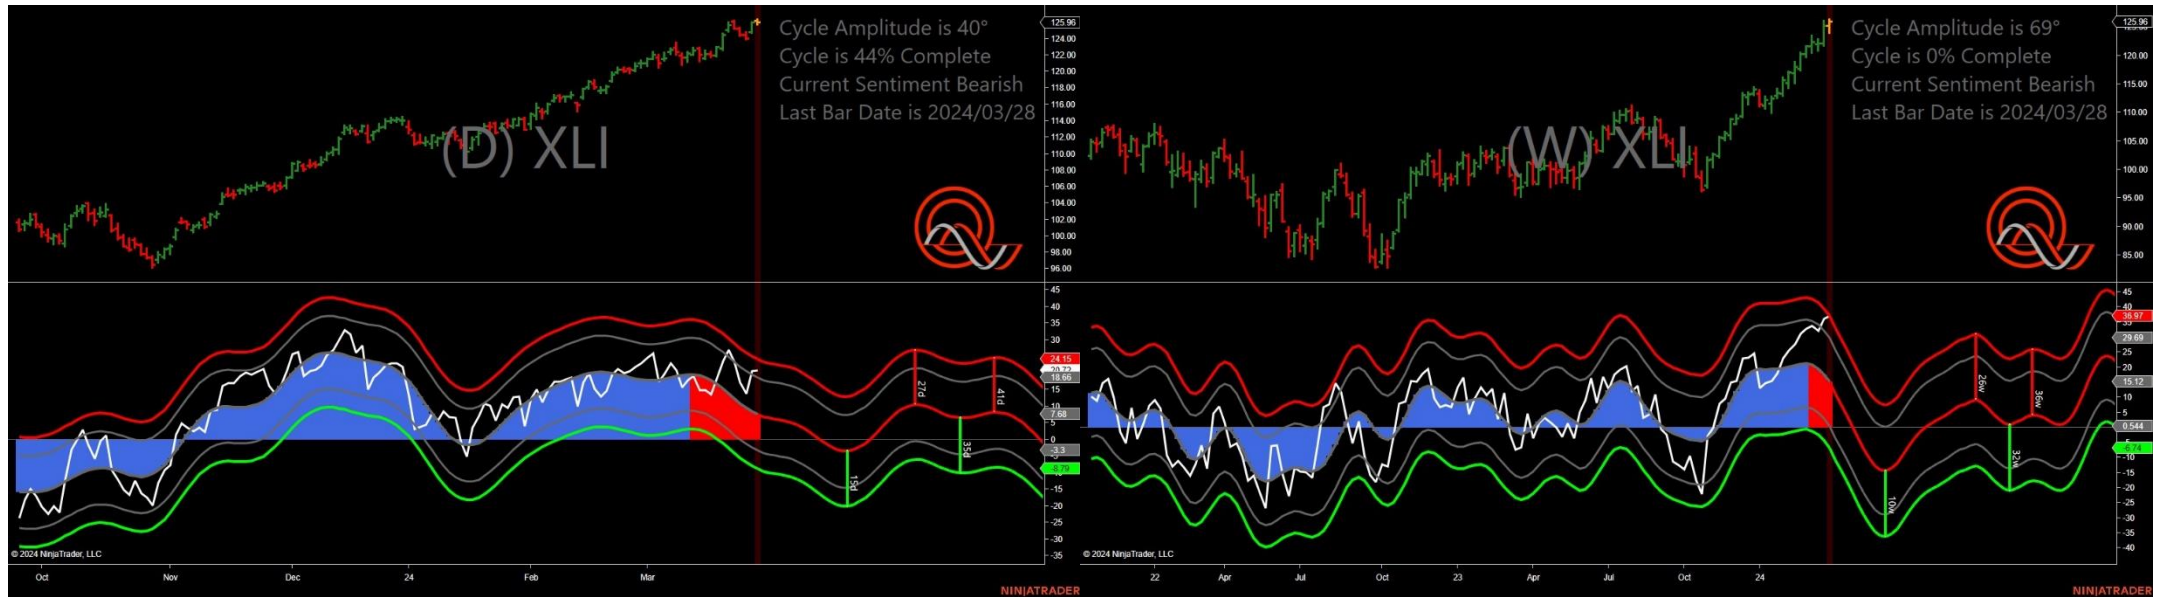 Cycle Amplitude is 40°
Cycle is 44% Complete
Current Sentiment Bearish
Last Bar Date is 2024/03/28
(D) XLI
125.96
124.00
122.00
120.00
118.00
116.00
114.00
112.00
110.00
108.00
106.00
104.00
102.00
100.00
98.00
96.00
45
40
35
30
24.15
20.72
18.66
15
10
7.68
5
0
-3.3
-5
-8.79
-15
-20
-25
-30
-35
27d
41d
15d
35d
© 2024 NinjaTrader, LLC
Oct
Nov
Dec
24
Feb
Mar
NINJATRADER
Cycle Amplitude is 69°
Cycle is 0% Complete
Current Sentiment Bearish
Last Bar Date is 2024/03/28
(W) XLI
125.96
120.00
115.00
110.00
105.00
100.00
95.00
90.00
85.00
45
40
36.97
35
29.69
25
20
15.12
10
5
0.544
-6.74
-10
-15
-20
-25
-30
-35
-40
26w
36w
10w
32w
© 2024 NinjaTrader, LLC
22
Apr
Jul
Oct
23
Apr
Jul
Oct
24
NINJATRADER